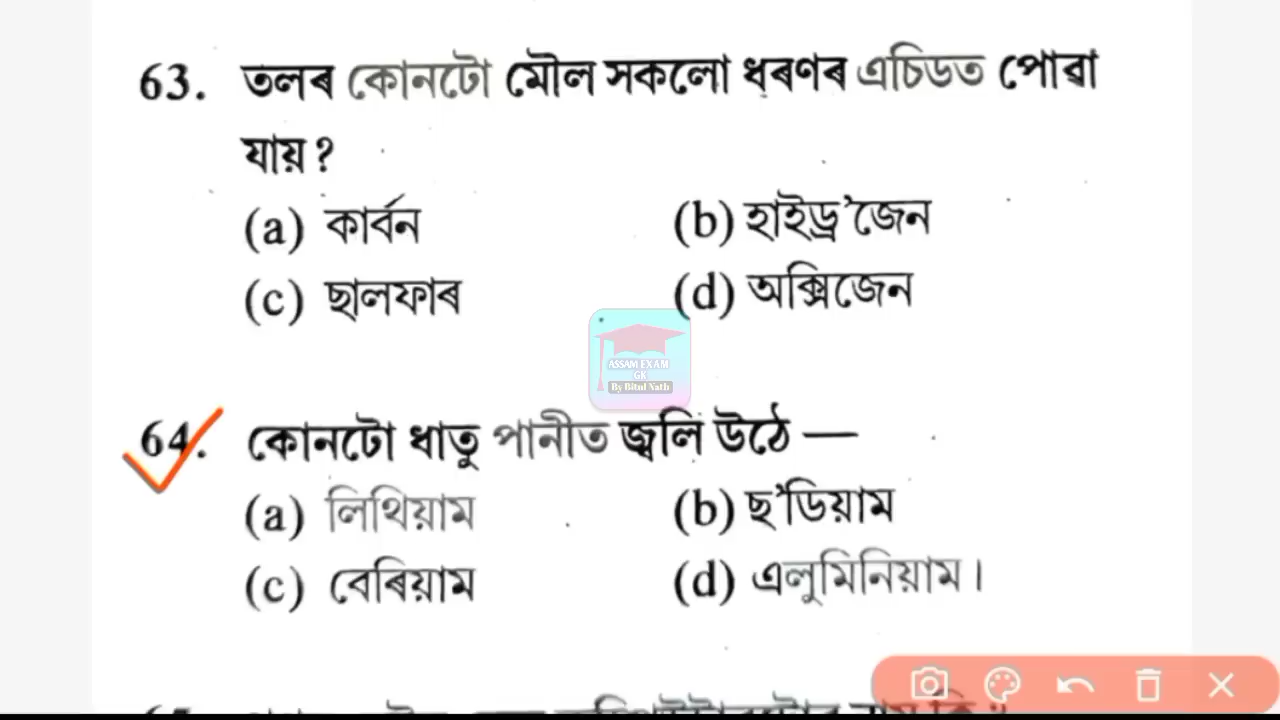 63. তলৰ কোনটো মৌল সকলো ধৰণৰ এচিডত পোৱা
যায়?
(a) কাৰ্বন (b) হাইড্ৰ'জেন
(c) ছালফাৰ (d) অক্সিজেন
ASSAM EXAM
GK
By Bitul Nath
64. কোনটো ধাতু পানীত জ্বলি উঠে —
(a) লিথিয়াম (b) ছ'ডিয়াম
(c) বেৰিয়াম (d) এলুমিনিয়াম।